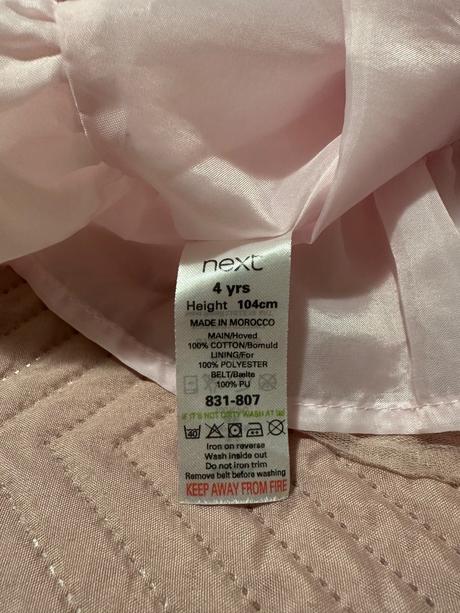 next
4 yrs
Height 104cm
MADE IN MOROCCO
MAIN/Hoved
100% COTTON/Bomuld
LINING/For
100% POLYESTER
BELT/Bælte
100% PU
831-807
IF IT'S NOT DIRTY WASH AT
40
Iron on reverse
Wash inside out
Do not iron trim
Remove belt before washing
KEEP AWAY FROM FIRE